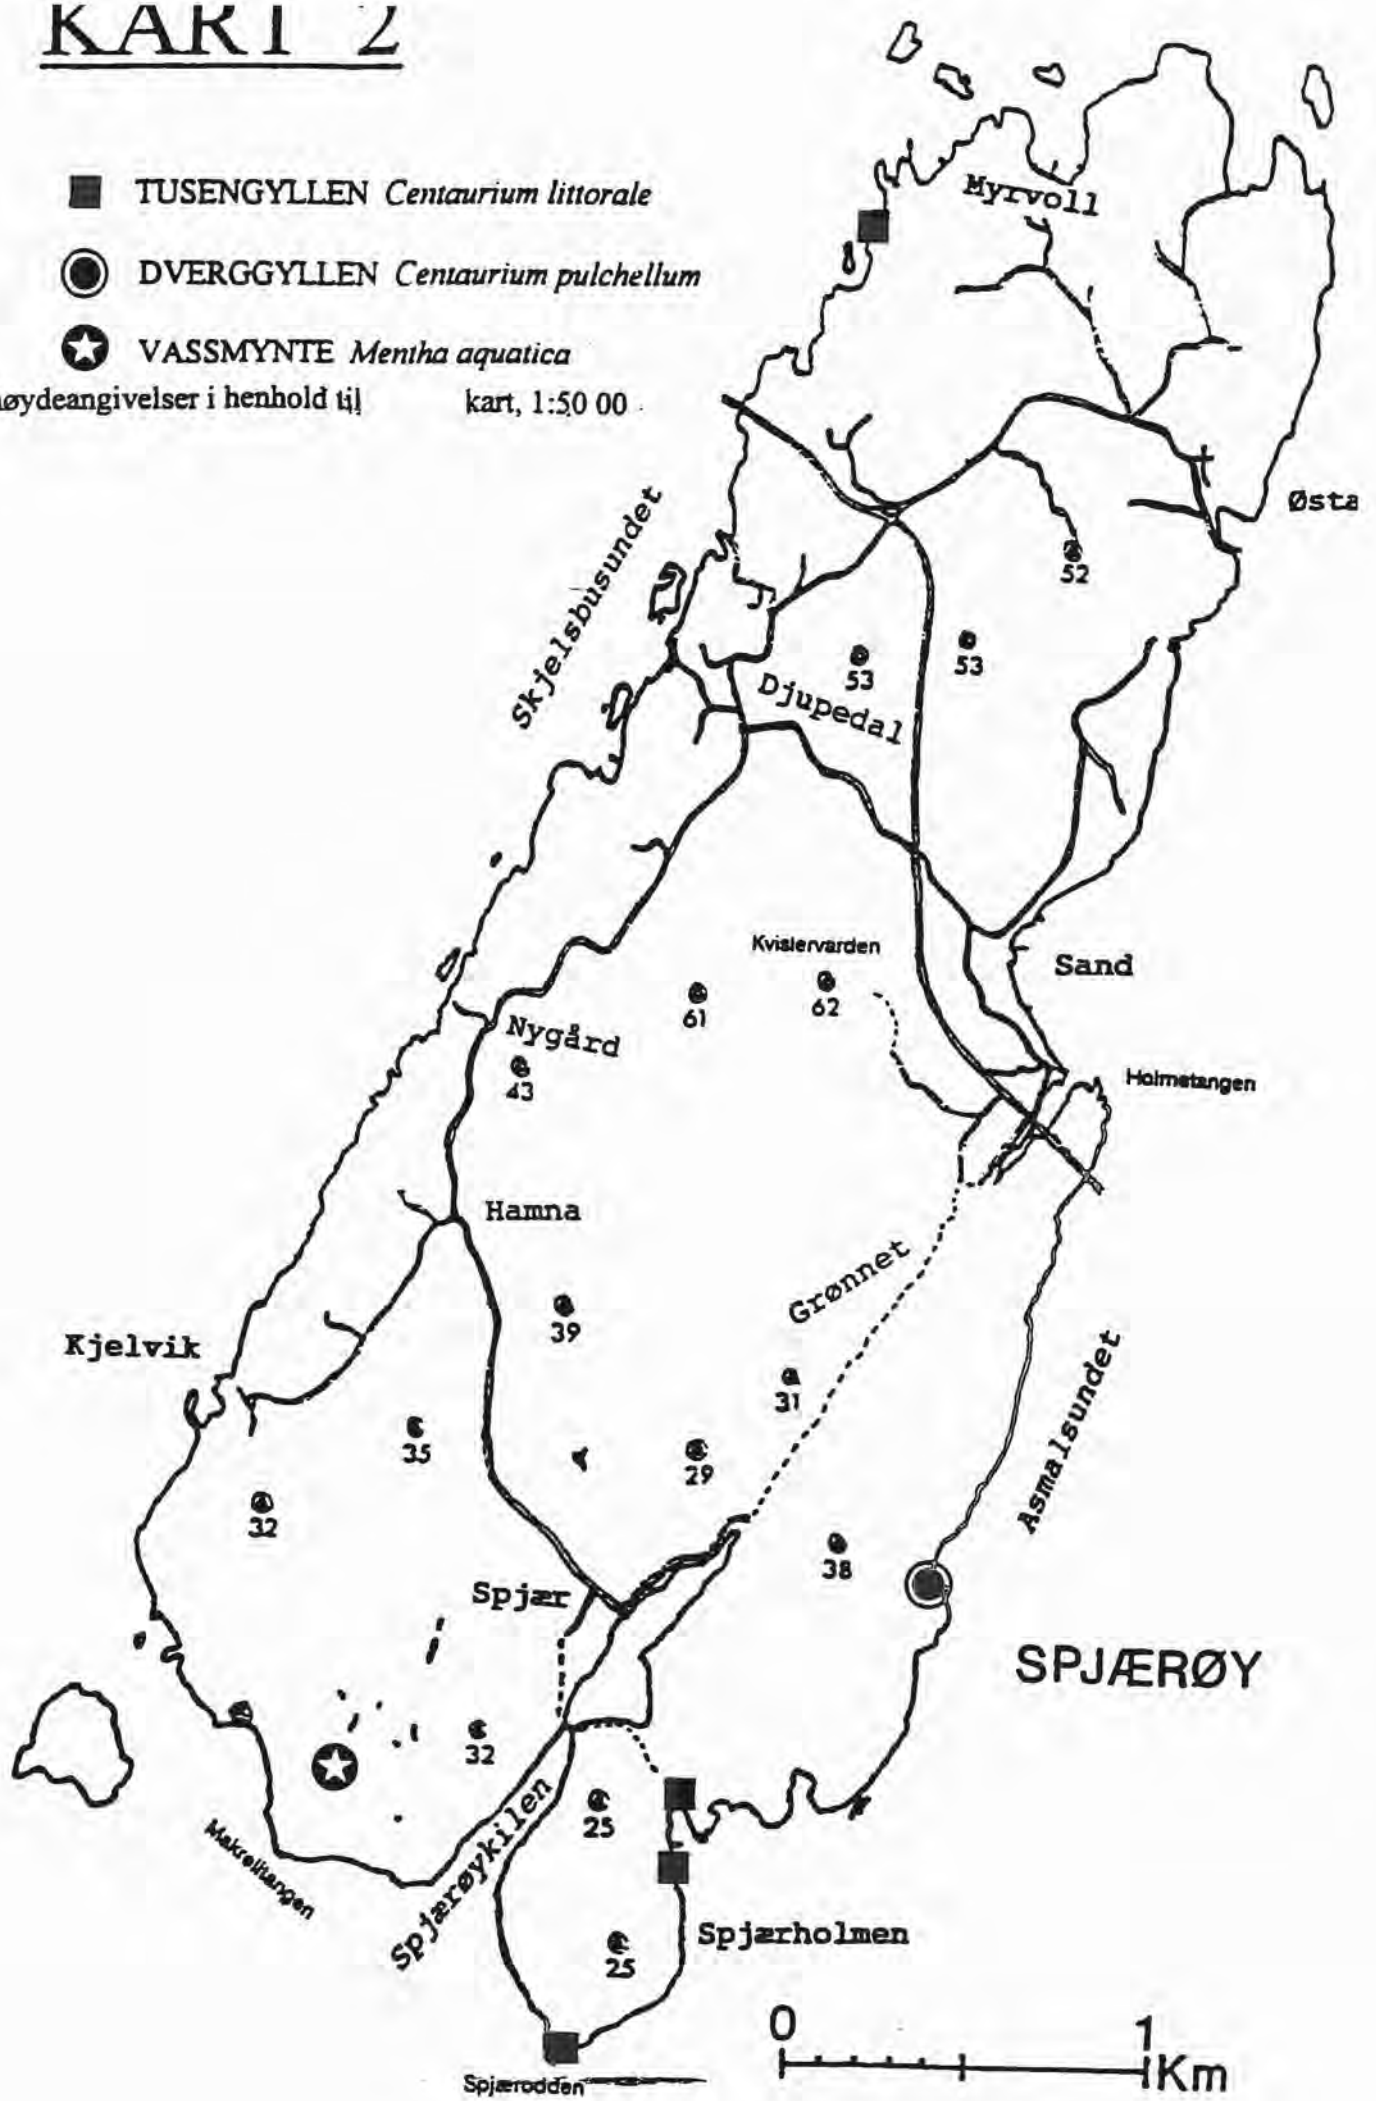 KART 2
TUSENGYLLEN Centaurium littorale
DVERGGYLLEN Centaurium pulchellum
VASSMYNTE Mentha aquatica
øydeangivelser i henhold til kart, 1:50 00
Myrvoll
Østa
Skjelsbusundet
52
53
53
Djupedal
Kvislervarden
Sand
61
62
Nygård
43
Holmetangen
Hamna
Grønnet
39
Kjelvik
31
Asmalsundet
35
29
32
38
Spjær
SPJÆRØY
32
25
Makrelltangen
Spjærøykilen
Spjærholmen
25
0 1
Km
Spjærodden